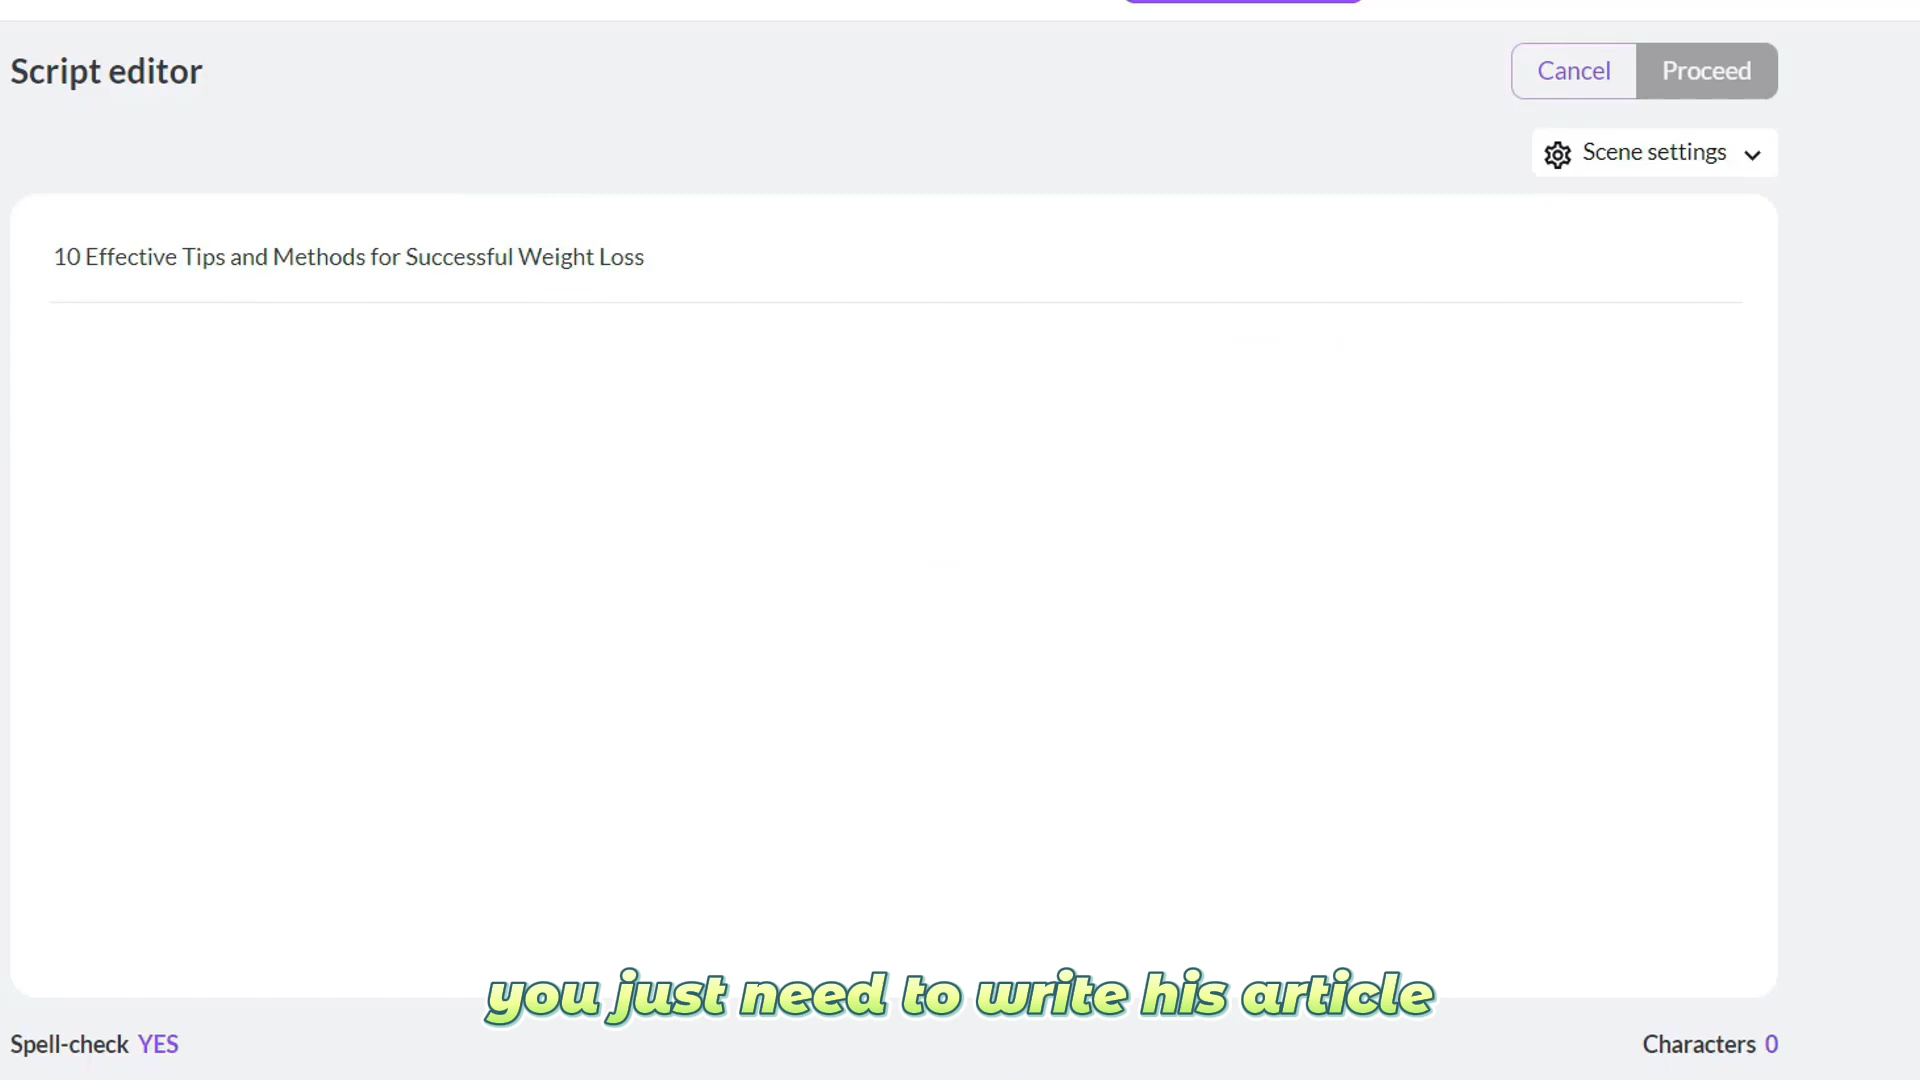 Script editor
Cancel
Proceed
Scene settings
10 Effective Tips and Methods for Successful Weight Loss
you just need to write his article
Spell-check YES
Characters 0